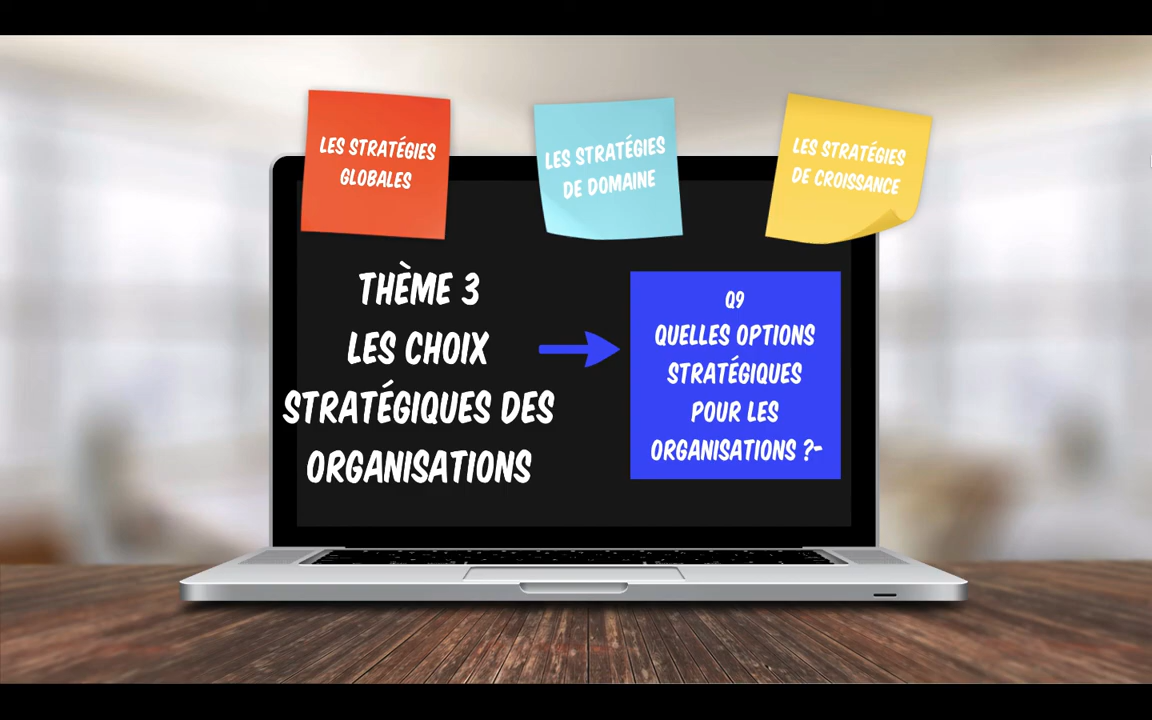 LES STRATÉGIES
GLOBALES
LES STRATÉGIES
DE DOMAINE
LES STRATÉGIES
DE CROISSANCE
THÈME 3
LES CHOIX
STRATÉGIQUES DES
ORGANISATIONS
Q9
QUELLES OPTIONS
STRATÉGIQUES
POUR LES
ORGANISATIONS ?-